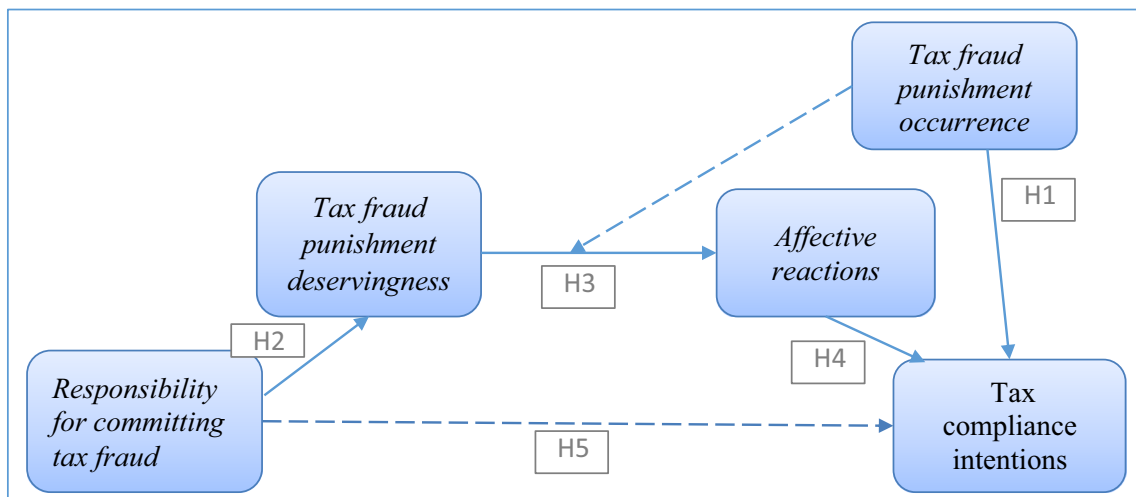 Tax fraud
punishment
occurrence
H1
Tax fraud
punishment
deservingness
Affective
reactions
H3
H2
H4
Responsibility
for committing
tax fraud
Tax
compliance
intentions
H5